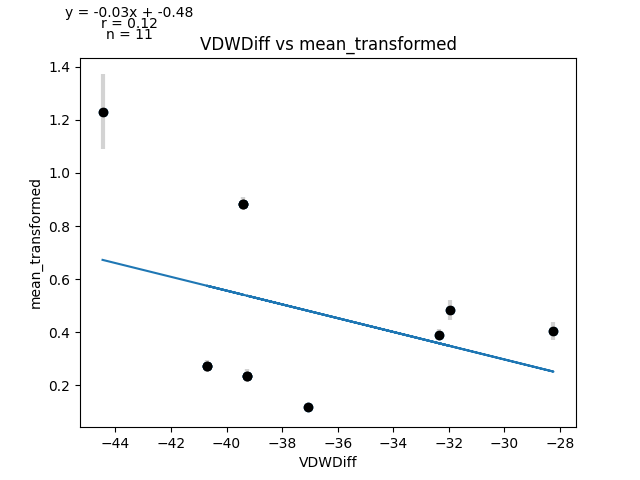 y = -0.03x + -0.48
r = 0.12
n = 11
VDWDiff vs mean_transformed
mean_transformed
1.4
1.2
1.0
0.8
0.6
0.4
0.2
−44 −42 −40 −38 −36 −34 −32 −30 −28
VDWDiff